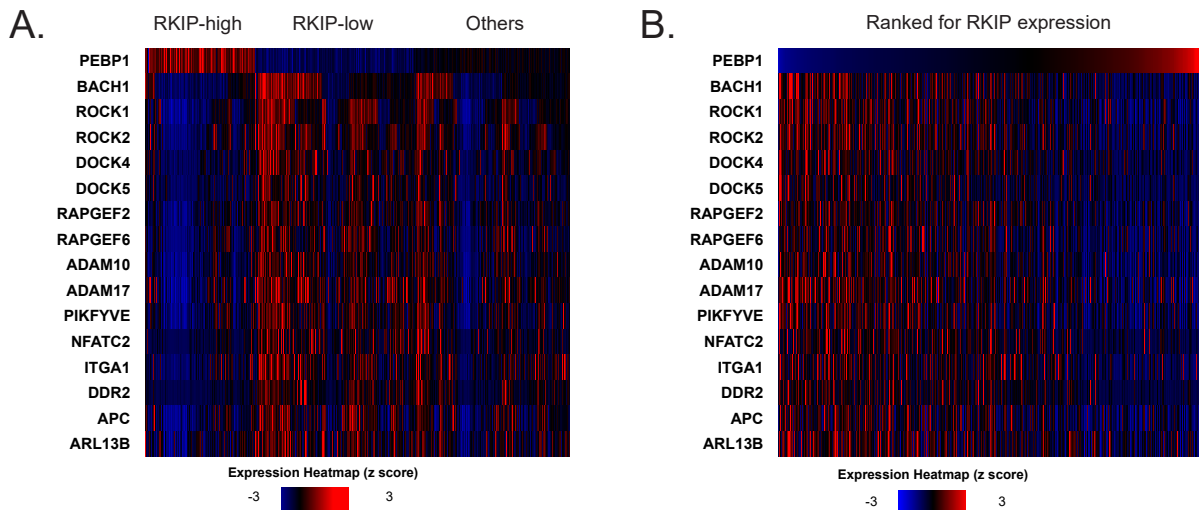 A.
RKIP-high RKIP-low Others
PEBP1
BACH1
ROCK1
ROCK2
DOCK4
DOCK5
RAPGEF2
RAPGEF6
ADAM10
ADAM17
PIKFYVE
NFATC2
ITGA1
DDR2
APC
ARL13B
Expression Heatmap (z score)
-3 3
B.
Ranked for RKIP expression
PEBP1
BACH1
ROCK1
ROCK2
DOCK4
DOCK5
RAPGEF2
RAPGEF6
ADAM10
ADAM17
PIKFYVE
NFATC2
ITGA1
DDR2
APC
ARL13B
Expression Heatmap (z score)
-3 3